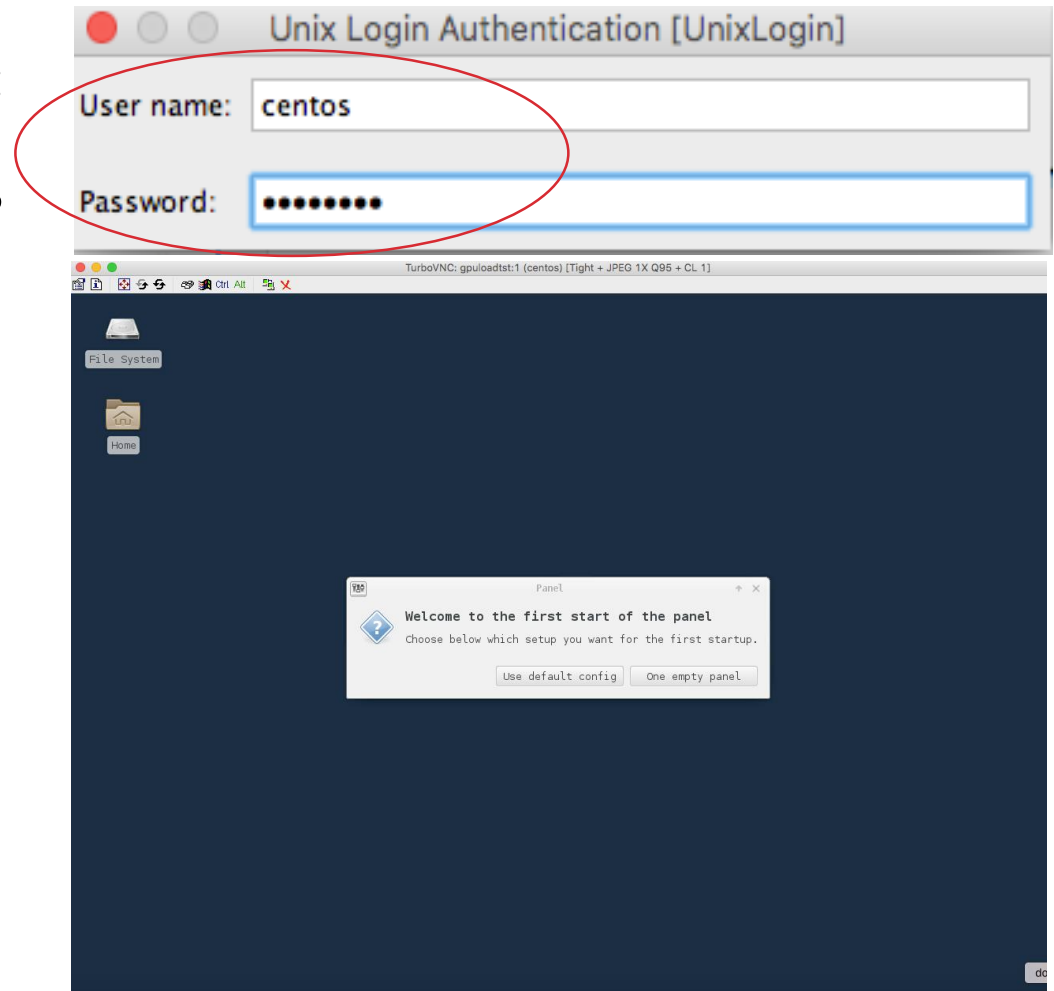 Unix Login Authentication [UnixLogin]
User name: centos
Password: ••••••••
TurboVNC: gpuloadtst:1 (centos) [Tight + JPEG 1X Q95 + CL 1]
Ctrl Alt
File System
Home
Panel
Welcome to the first start of the panel
Choose below which setup you want for the first startup.
Use default config One empty panel
do